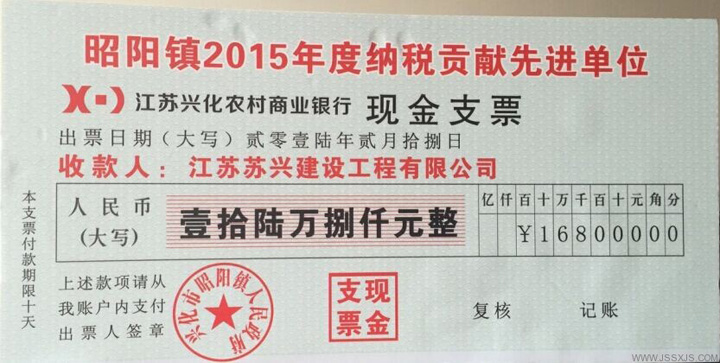 昭阳镇2015年度纳税贡献先进单位
江苏兴化农村商业银行 现金支票
出票日期（大写）贰零壹陆年贰月拾捌日
收款人：江苏苏兴建设工程有限公司
人民币
(大写)
壹拾陆万捌仟元整
亿仟百十万千百十元角分
¥16800000
本支票付款期限十天
上述款项请从
我账户内支付
出票人签章
兴化市昭阳镇人民政府
现金
支票
复核 记账
WWW.JSSXJS.COM